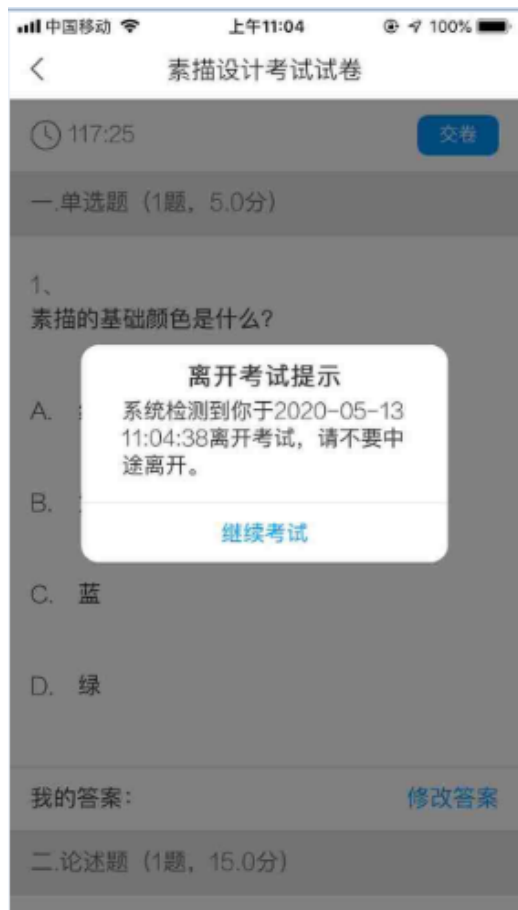 中国移动 上午11:04 100%
素描设计考试试卷
117:25 交卷
一.单选题（1题，5.0分）
1、
素描的基础颜色是什么?
离开考试提示
系统检测到你于2020-05-13
11:04:38离开考试，请不要中
途离开。
继续考试
A.
B.
C. 蓝
D. 绿
我的答案: 修改答案
二.论述题（1题，15.0分）